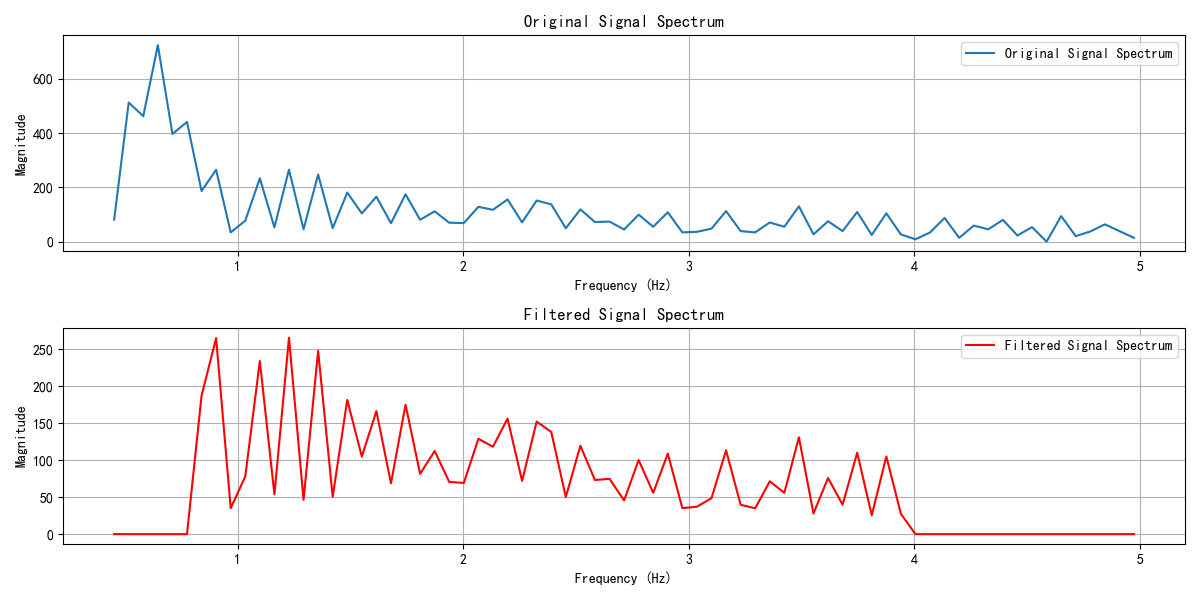 Original Signal Spectrum
Original Signal Spectrum
Magnitude
600
400
200
0
1 2 3 4 5
Frequency (Hz)
Filtered Signal Spectrum
Filtered Signal Spectrum
Magnitude
250
200
150
100
50
0
1 2 3 4 5
Frequency (Hz)